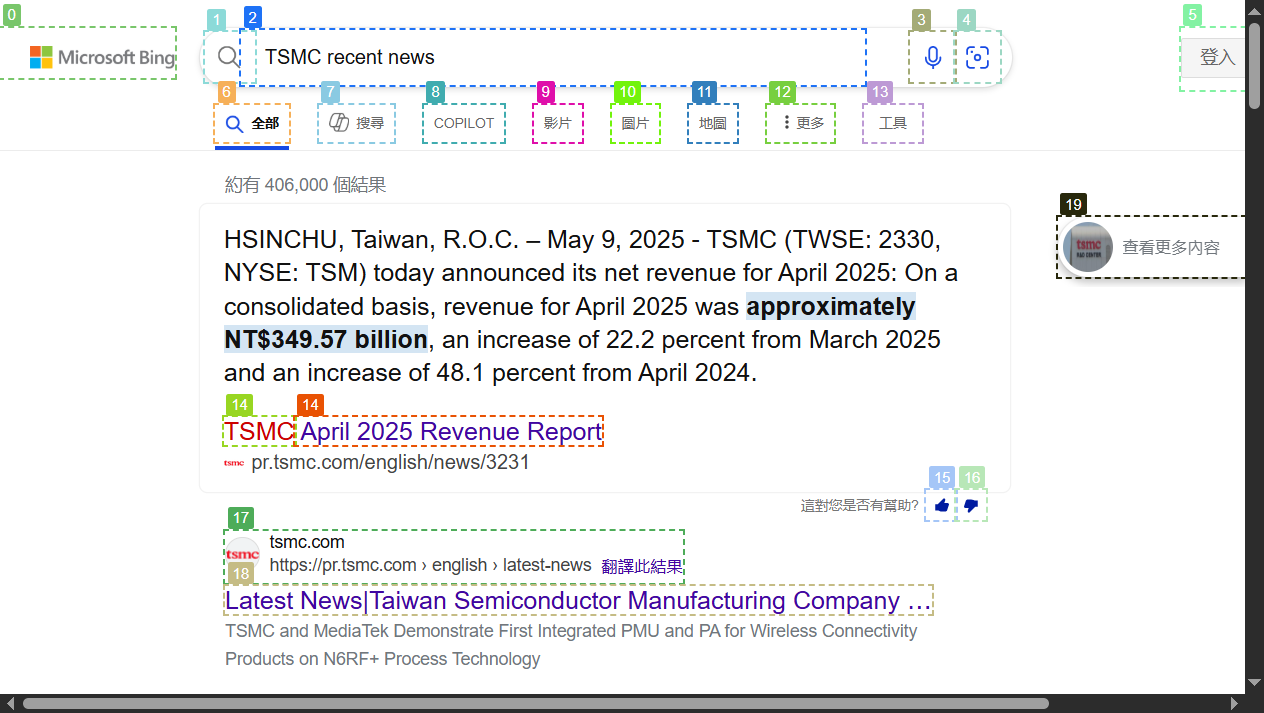 0
1
2
3
4
5
Microsoft Bing
TSMC recent news
登入
6
7
8
9
10
11
12
13
全部
搜尋
COPILOT
影片
圖片
地圖
更多
工具
約有 406,000 個結果
19
tsmc
R&D CENTER
查看更多內容
HSINCHU, Taiwan, R.O.C. – May 9, 2025 - TSMC (TWSE: 2330,
NYSE: TSM) today announced its net revenue for April 2025: On a
consolidated basis, revenue for April 2025 was approximately
NT$349.57 billion, an increase of 22.2 percent from March 2025
and an increase of 48.1 percent from April 2024.
14
14
TSMC April 2025 Revenue Report
tsmc
pr.tsmc.com/english/news/3231
15
16
這對您是否有幫助?
17
tsmc.com
tsmc
https://pr.tsmc.com › english › latest-news 翻譯此結果
18
Latest News|Taiwan Semiconductor Manufacturing Company …
TSMC and MediaTek Demonstrate First Integrated PMU and PA for Wireless Connectivity
Products on N6RF+ Process Technology